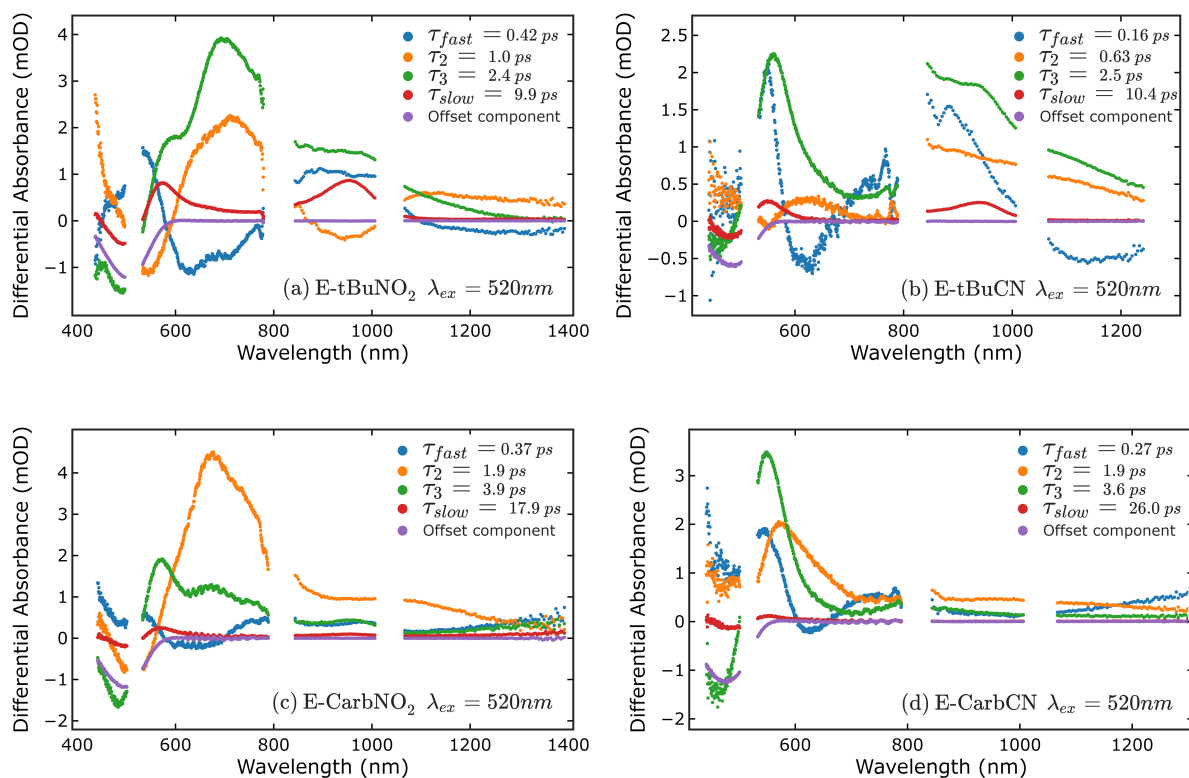 Differential Absorbance (mOD)
4
3
2
1
0
−1
τfast = 0.42 ps
τ2 = 1.0 ps
τ3 = 2.4 ps
τslow = 9.9 ps
Offset component
(a) E-tBuNO2 λex = 520nm
400 600 800 1000 1200 1400
Wavelength (nm)
Differential Absorbance (mOD)
2.5
2
1.5
1
0.5
0
−0.5
−1
τfast = 0.16 ps
τ2 = 0.63 ps
τ3 = 2.5 ps
τslow = 10.4 ps
Offset component
(b) E-tBuCN λex = 520nm
600 800 1000 1200
Wavelength (nm)
Differential Absorbance (mOD)
4
2
0
−2
τfast = 0.37 ps
τ2 = 1.9 ps
τ3 = 3.9 ps
τslow = 17.9 ps
Offset component
(c) E-CarbNO2 λex = 520nm
400 600 800 1000 1200 1400
Wavelength (nm)
Differential Absorbance (mOD)
3
2
1
0
−1
−2
τfast = 0.27 ps
τ2 = 1.9 ps
τ3 = 3.6 ps
τslow = 26.0 ps
Offset component
(d) E-CarbCN λex = 520nm
600 800 1000 1200
Wavelength (nm)